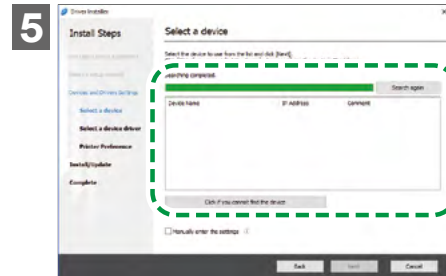 5
Driver Installer
Install Steps
Select a device
Select the device to use from the list and click [Next].
Searching completed.
Search again
Devices and Drivers Settings
Device Name IP Address Comment
Select a device
Select a device driver
Printer Preference
Install/Update
Complete
Click if you cannot find the device
Manually enter the settings
Back Next Cancel